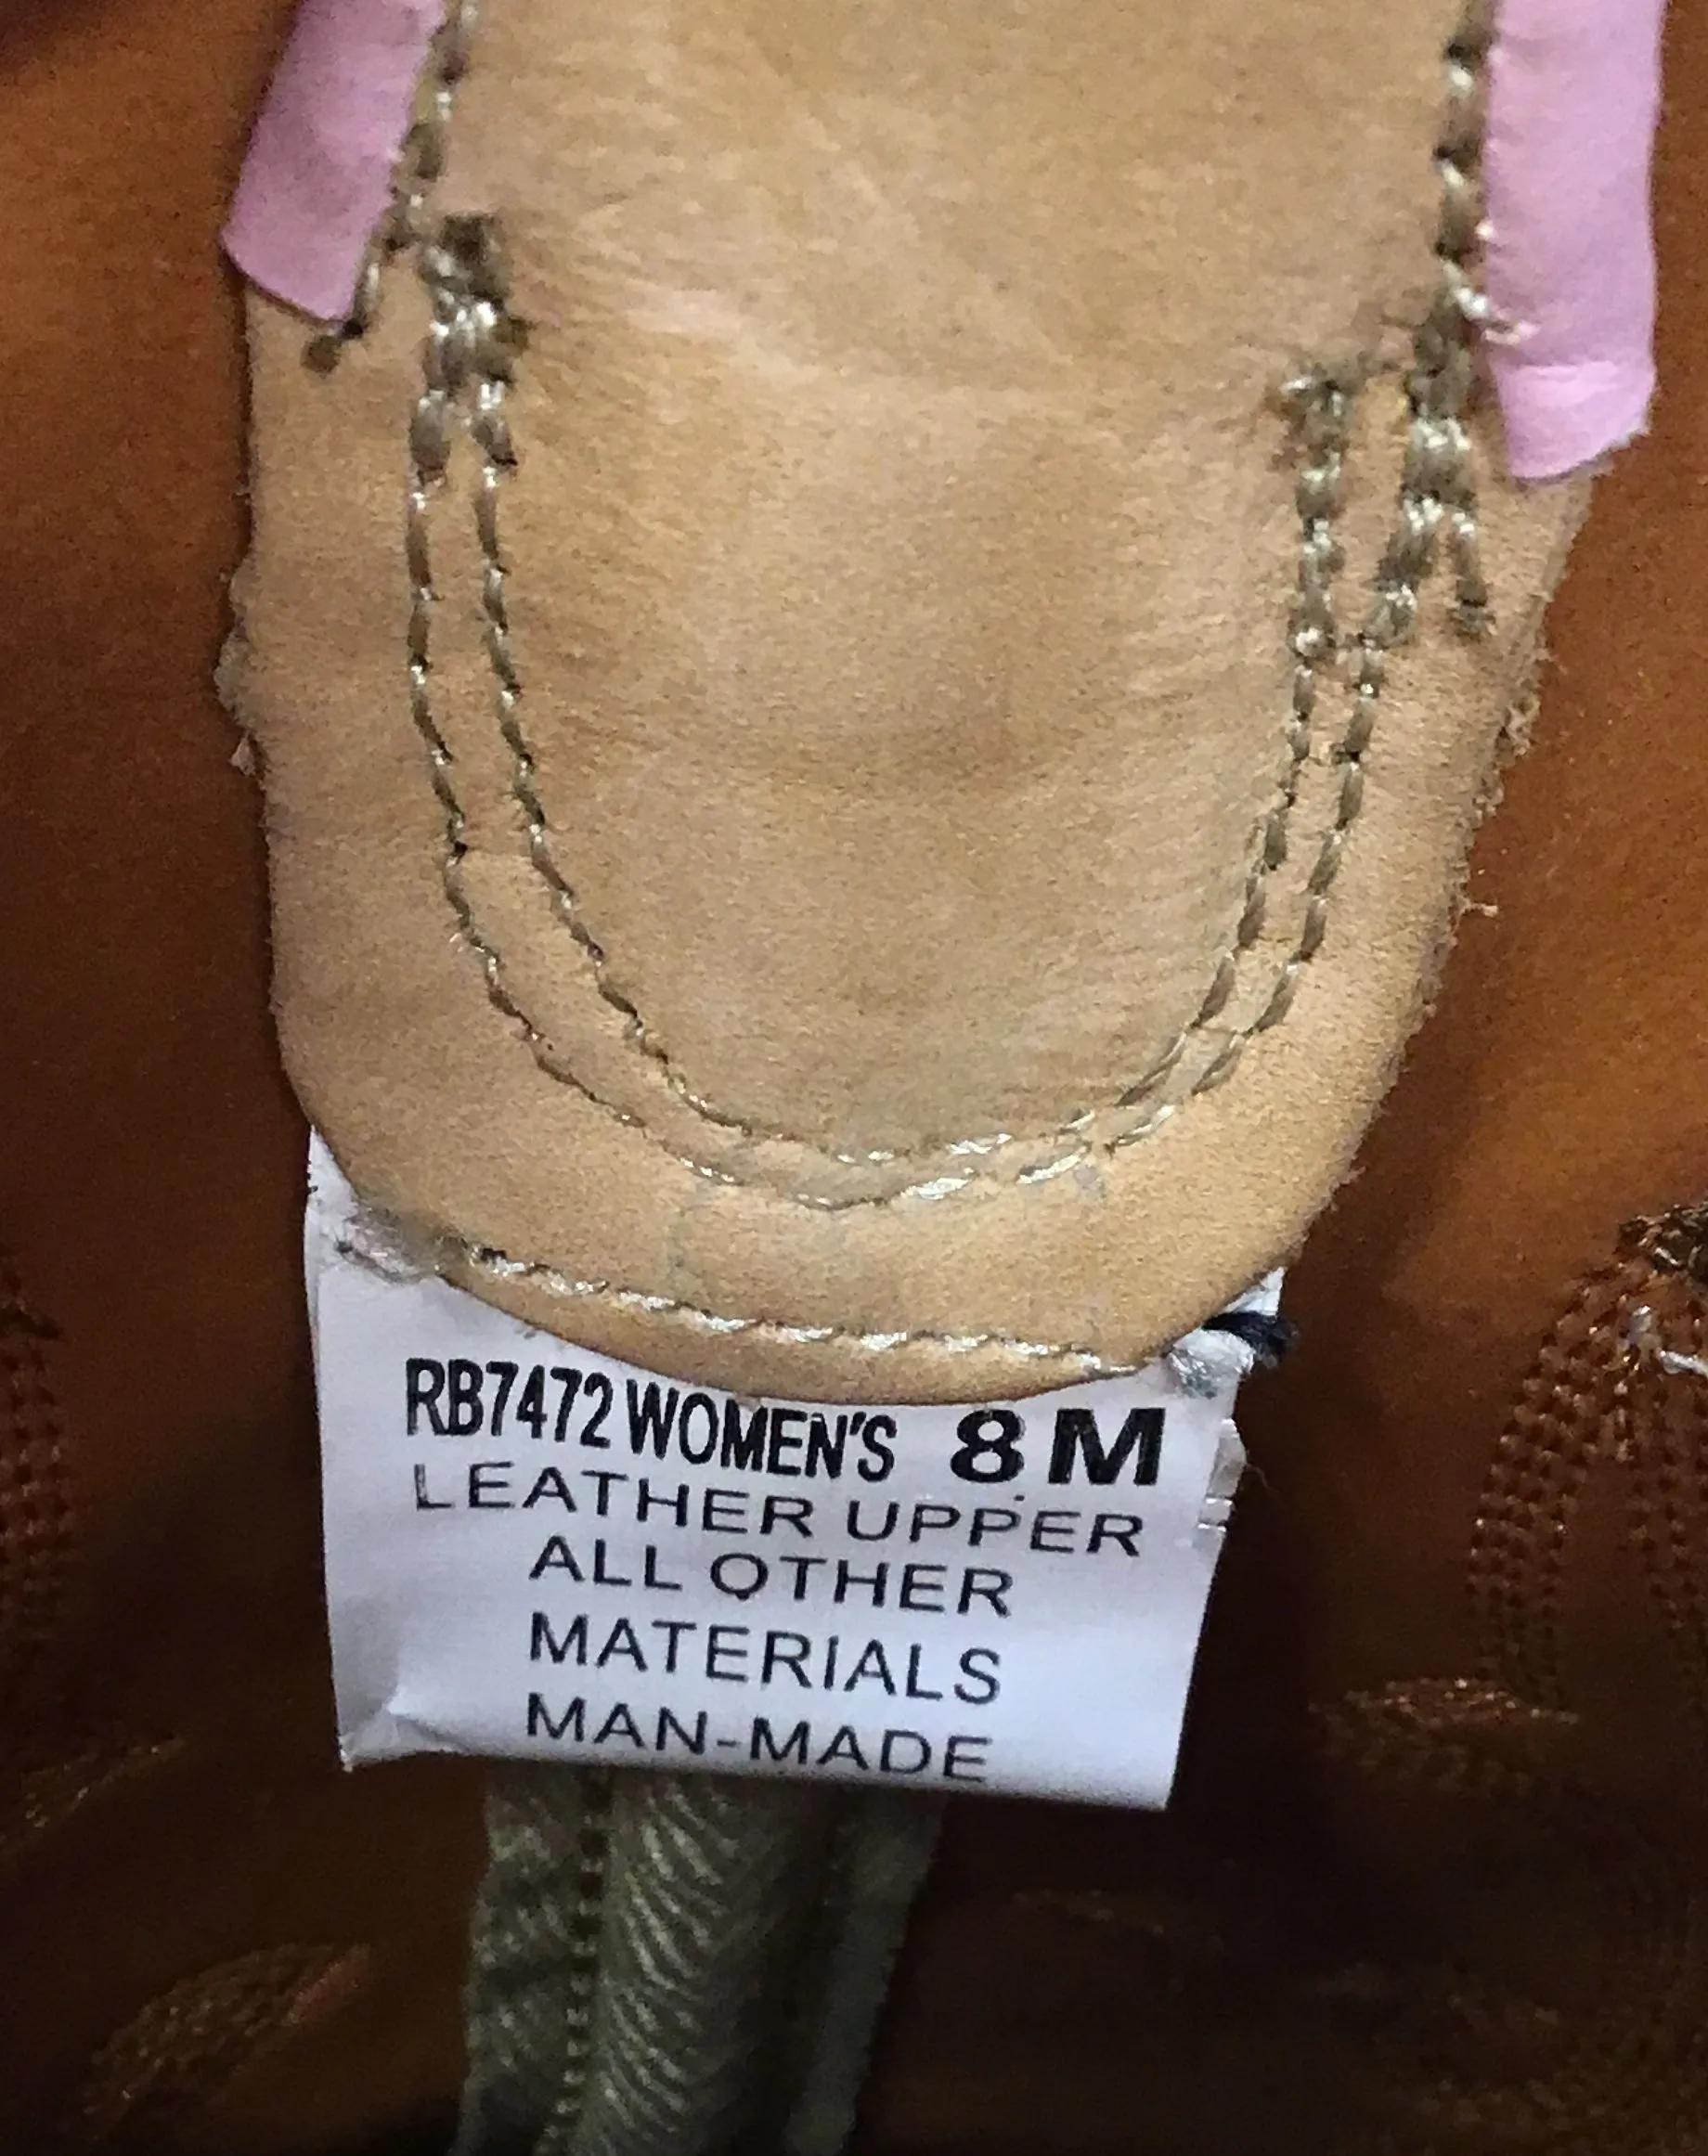 RB7472 WOMEN'S 8 M
LEATHER UPPER
ALL OTHER
MATERIALS
MAN-MADE